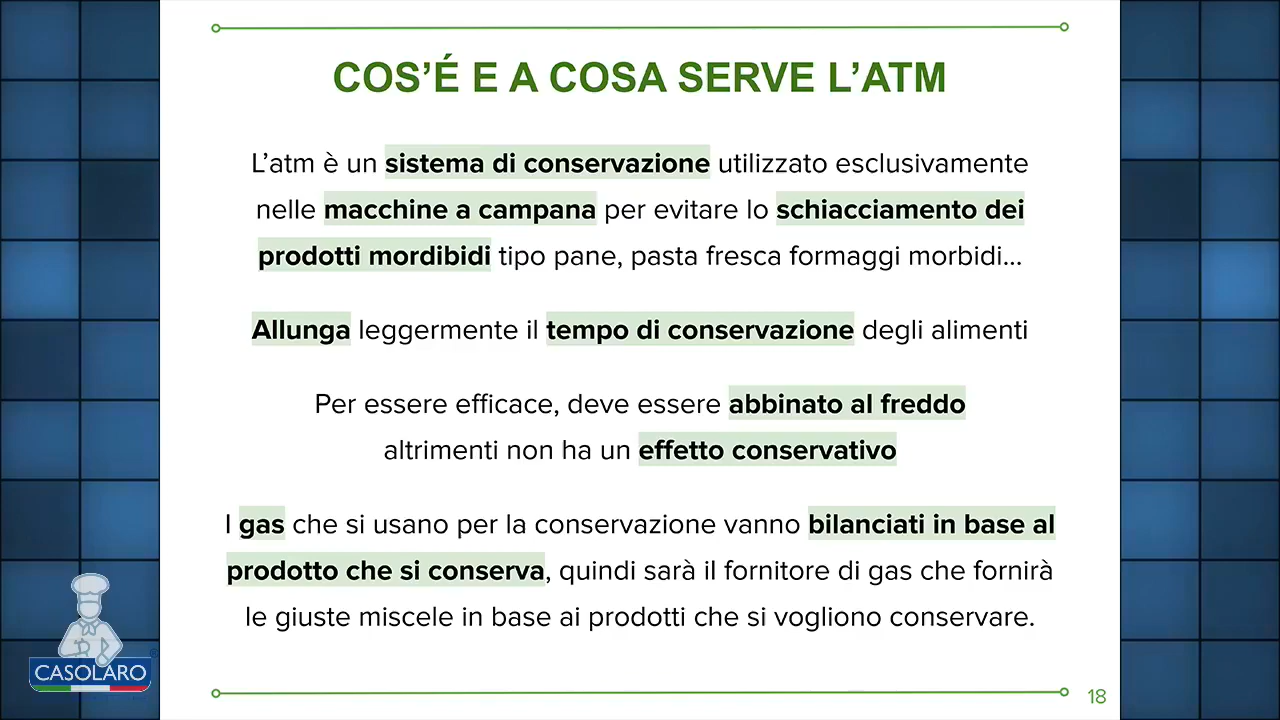 COS’É E A COSA SERVE L’ATM
L’atm è un sistema di conservazione utilizzato esclusivamente
nelle macchine a campana per evitare lo schiacciamento dei
prodotti mordibidi tipo pane, pasta fresca formaggi morbidi...
Allunga leggermente il tempo di conservazione degli alimenti
Per essere efficace, deve essere abbinato al freddo
altrimenti non ha un effetto conservativo
I gas che si usano per la conservazione vanno bilanciati in base al
prodotto che si conserva, quindi sarà il fornitore di gas che fornirà
le giuste miscele in base ai prodotti che si vogliono conservare.
CASOLARO
18